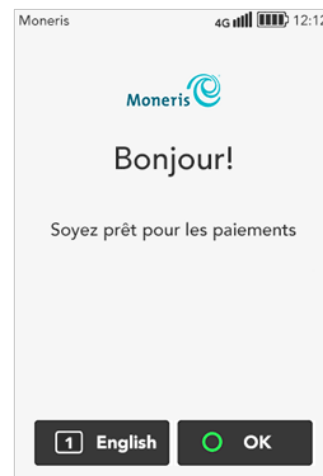 Moneris 4G 12:12
Moneris
Bonjour!
Soyez prêt pour les paiements
1 English OK